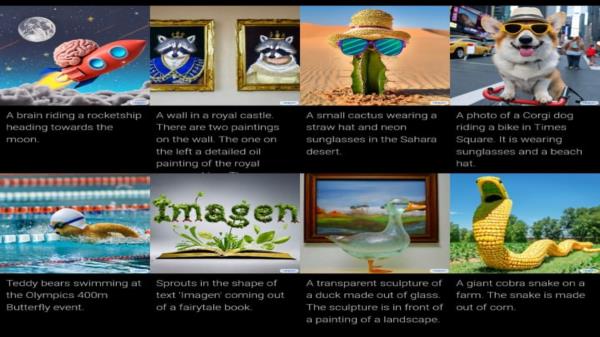 A brain riding a rocketship
heading towards the
moon.
A wall in a royal castle.
There are two paintings
on the wall. The one on
the left a detailed oil
painting of the royal
A small cactus wearing a
straw hat and neon
sunglasses in the Sahara
desert.
A photo of a Corgi dog
riding a bike in Times
Square. It is wearing
sunglasses and a beach
hat.
Imagen
Teddy bears swimming at
the Olympics 400m
Butterfly event.
Sprouts in the shape of
text 'Imagen' coming out
of a fairytale book.
A transparent sculpture of
a duck made out of glass.
The sculpture is in front of
a painting of a landscape.
A giant cobra snake on a
farm. The snake is made
out of corn.